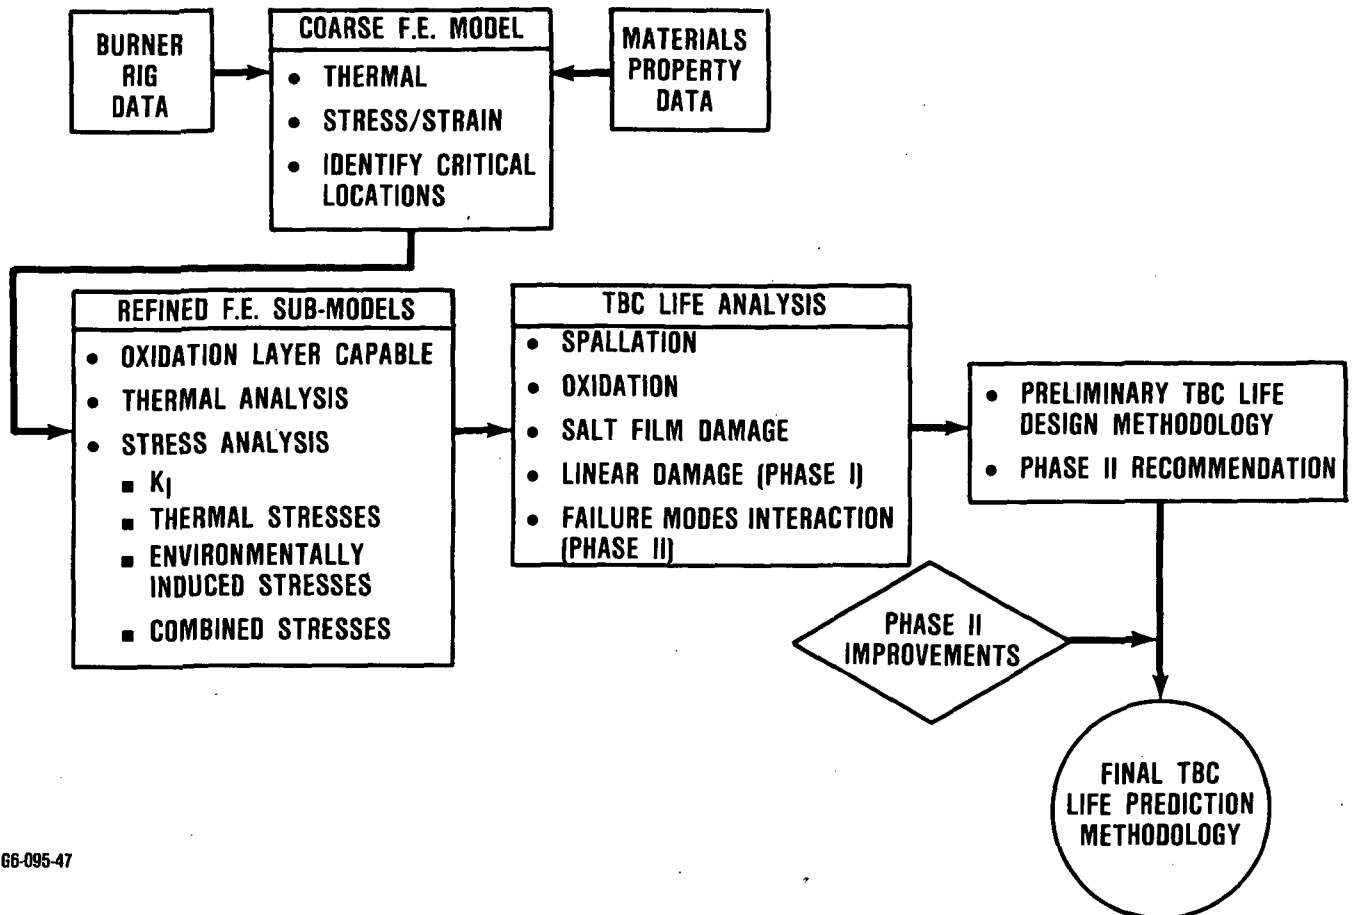 BURNER
RIG
DATA
COARSE F.E. MODEL
• THERMAL
• STRESS/STRAIN
• IDENTIFY CRITICAL
LOCATIONS
MATERIALS
PROPERTY
DATA
REFINED F.E. SUB-MODELS
• OXIDATION LAYER CAPABLE
• THERMAL ANALYSIS
• STRESS ANALYSIS
■ KI
■ THERMAL STRESSES
■ ENVIRONMENTALLY
INDUCED STRESSES
■ COMBINED STRESSES
TBC LIFE ANALYSIS
• SPALLATION
• OXIDATION
• SALT FILM DAMAGE
• LINEAR DAMAGE (PHASE I)
• FAILURE MODES INTERACTION
(PHASE II)
• PRELIMINARY TBC LIFE
DESIGN METHODOLOGY
• PHASE II RECOMMENDATION
PHASE II
IMPROVEMENTS
FINAL TBC
LIFE PREDICTION
METHODOLOGY
G6-095-47